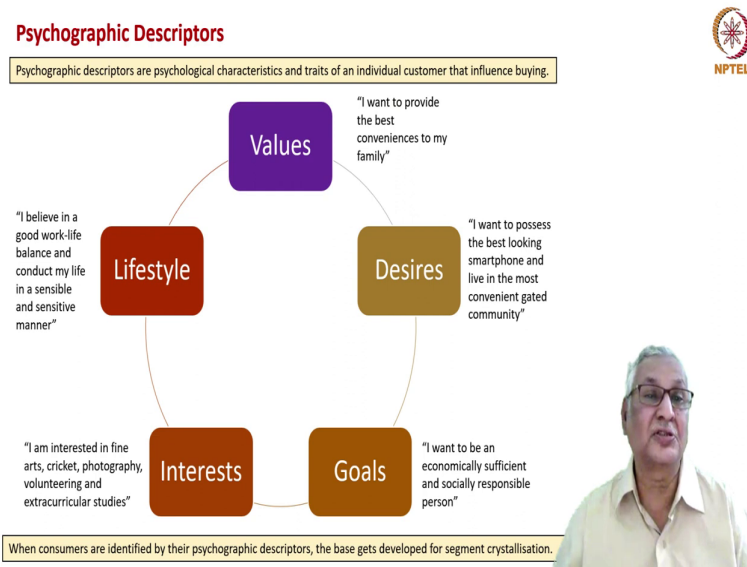 Psychographic Descriptors
NPTEL
Psychographic descriptors are psychological characteristics and traits of an individual customer that influence buying.
Values
"I want to provide
the best
conveniences to my
family"
"I believe in a
good work-life
balance and
conduct my life
in a sensible
and sensitive
manner"
Lifestyle
Desires
"I want to possess
the best looking
smartphone and
live in the most
convenient gated
community"
"I am interested in fine
arts, cricket, photography,
volunteering and
extracurricular studies"
Interests
Goals
"I want to be an
economically sufficient
and socially responsible
person"
When consumers are identified by their psychographic descriptors, the base gets developed for segment crystallisation.